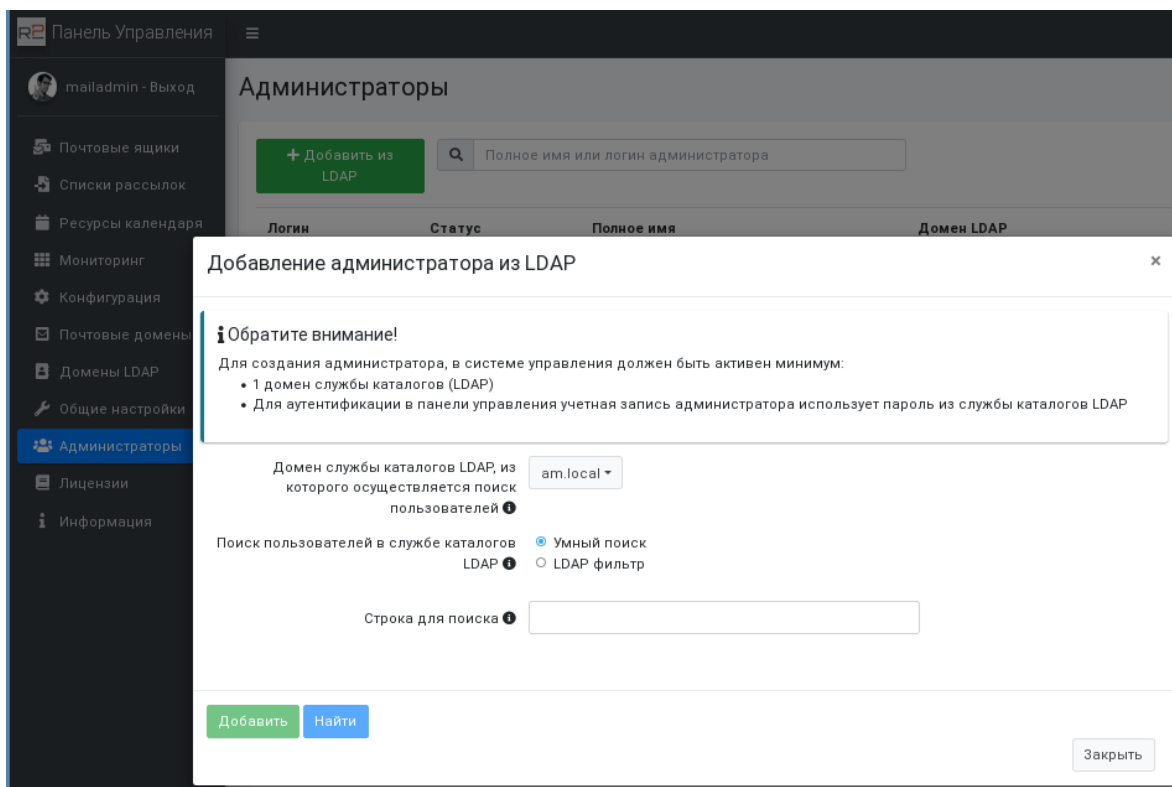 R2 Панель Управления
mailadmin - Выход
Почтовые ящики
Списки рассылок
Ресурсы календаря
Мониторинг
Конфигурация
Почтовые домены
Домены LDAP
Общие настройки
Администраторы
Лицензии
Информация
Администраторы
+ Добавить из
LDAP
Полное имя или логин администратора
Логин Статус Полное имя Домен LDAP
Добавление администратора из LDAP
×
Обратите внимание!
Для создания администратора, в системе управления должен быть активен минимум:
• 1 домен службы каталогов (LDAP)
• Для аутентификации в панели управления учетная запись администратора использует пароль из службы каталогов LDAP
Домен службы каталогов LDAP, из
которого осуществляется поиск
пользователей
am.local
Поиск пользователей в службе каталогов
LDAP
Умный поиск
LDAP фильтр
Строка для поиска
Добавить Найти
Закрыть